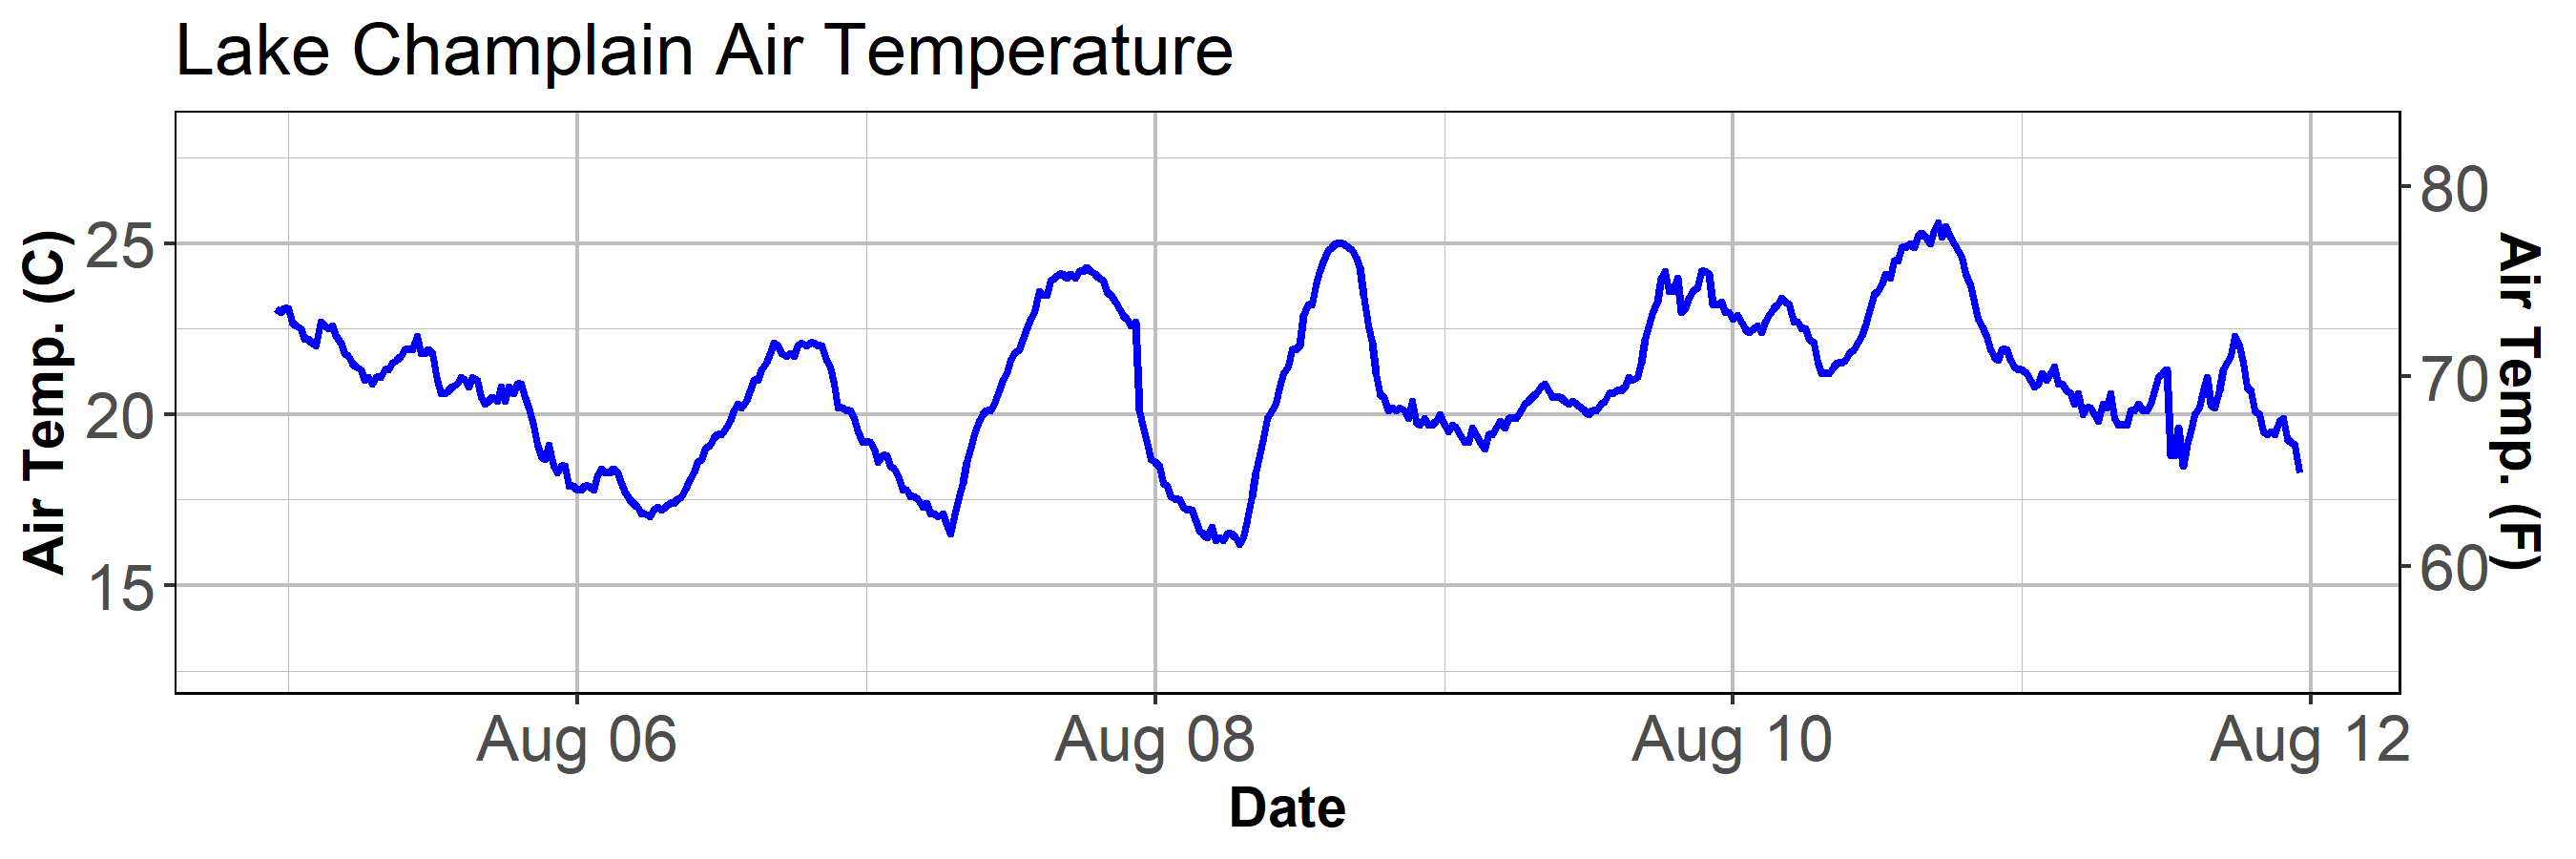 Lake Champlain Air Temperature
Air Temp. (C)
25
20
15
80
70
60
Air Temp. (F)
Aug 06
Aug 08
Aug 10
Aug 12
Date